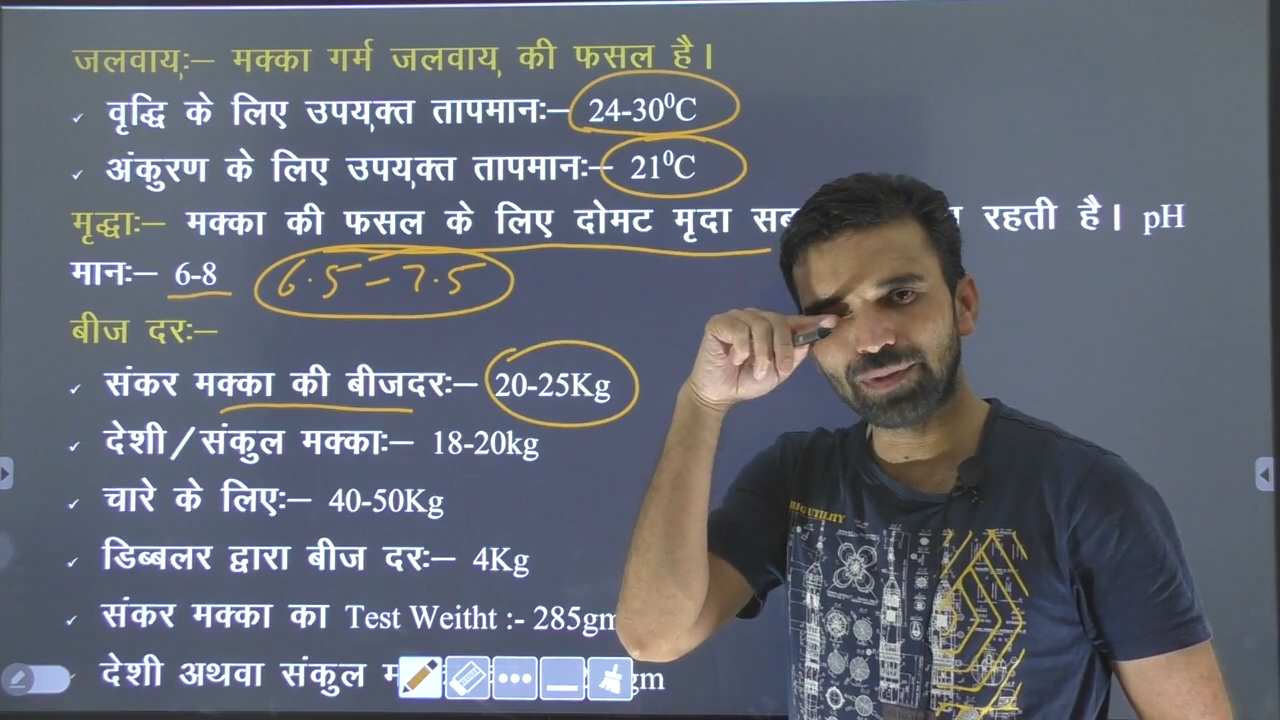 जलवायु:– मक्का गर्म जलवायु की फसल है।
✓ वृद्धि के लिए उपयुक्त तापमानः– 24-30⁰C
✓ अंकुरण के लिए उपयुक्त तापमानः– 21⁰C
मृद्धाः– मक्का की फसल के लिए दोमट मृदा रहती है। pH
मानः– 6-8 6.5 – 7.5
बीज दरः–
✓ संकर मक्का की बीजदरः– 20-25Kg
✓ देशी/संकुल मक्काः– 18-20kg
✓ चारे के लिएः– 40-50Kg
✓ डिब्बलर द्वारा बीज दरः– 4Kg
✓ संकर मक्का का Test Weitht :- 285gm
देशी अथवा संकुल gm
UTILITY